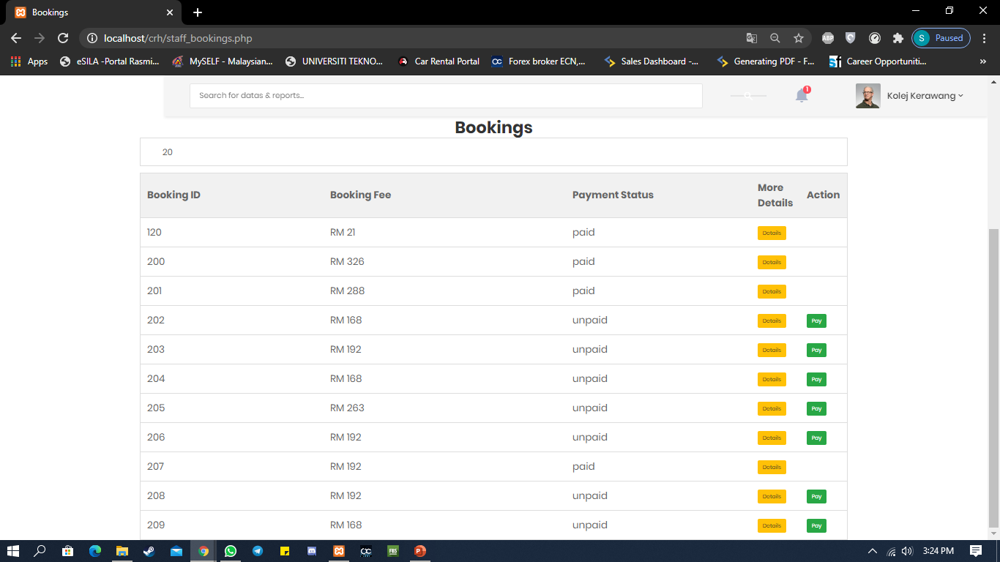 Bookings
localhost/crh/staff_bookings.php
ABP
S Paused
Apps eSILA -Portal Rasmi... MySELF - Malaysian... UNIVERSITI TEKNO... Car Rental Portal OC Forex broker ECN,... Sales Dashboard -... Generating PDF - F... Career Opportuniti...
Search for datas & reports... 1 Kolej Kerawang
Bookings
20
Booking ID Booking Fee Payment Status More Details Action
120 RM 21 paid Details
200 RM 326 paid Details
201 RM 288 paid Details
202 RM 168 unpaid Details Pay
203 RM 192 unpaid Details Pay
204 RM 168 unpaid Details Pay
205 RM 263 unpaid Details Pay
206 RM 192 unpaid Details Pay
207 RM 192 paid Details
208 RM 192 unpaid Details Pay
209 RM 168 unpaid Details Pay
FBS 3:24 PM